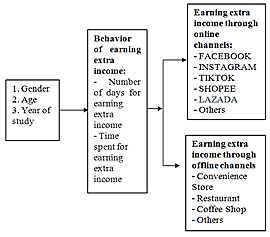 1. Gender
2. Age
3. Year of
study
Behavior
of earning
extra
income:
- Number
of days for
earning
extra
income
- Time
spent for
earning
extra
income
Earning extra
income through
online
channels:
- FACEBOOK
- INSTAGRAM
- TIKTOK
- SHOPEE
- LAZADA
- Others
Earning extra
income through
offline channels
- Convenience
Store
- Restaurant
- Coffee Shop
- Others